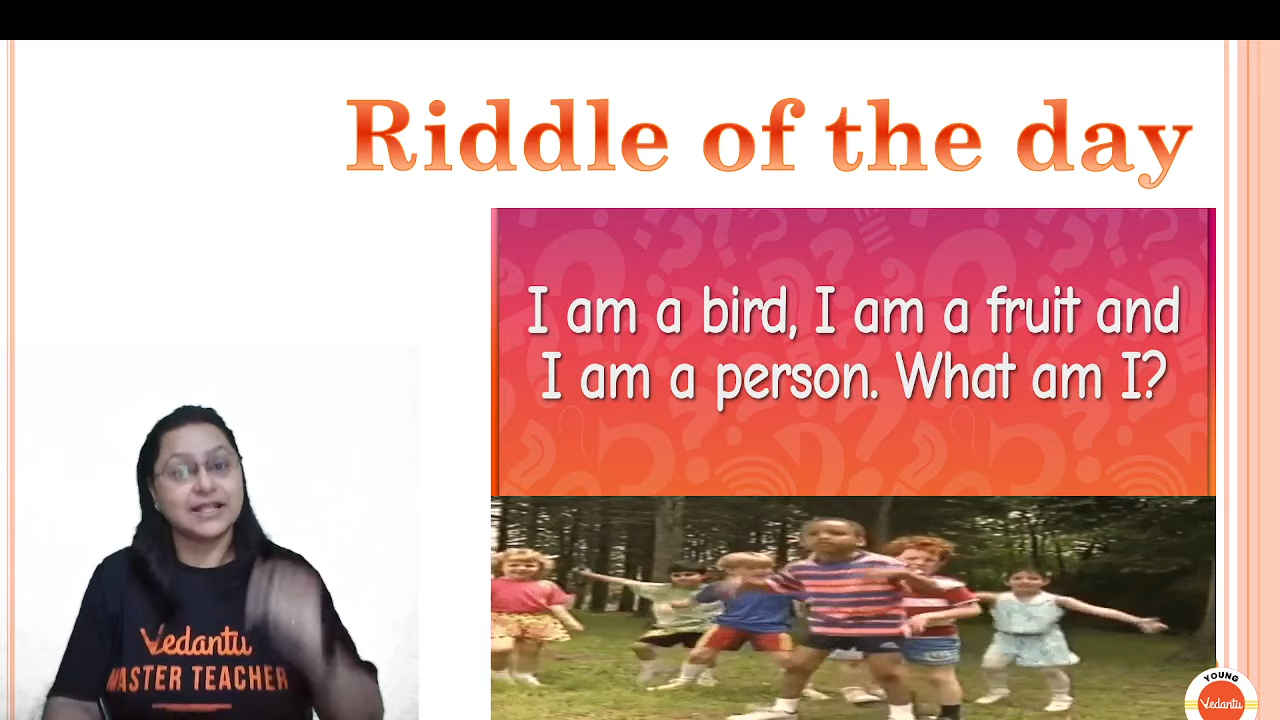 Riddle of the day
I am a bird, I am a fruit and
I am a person. What am I?
Vedantu
MASTER TEACHER
YOUNG
Vedantu